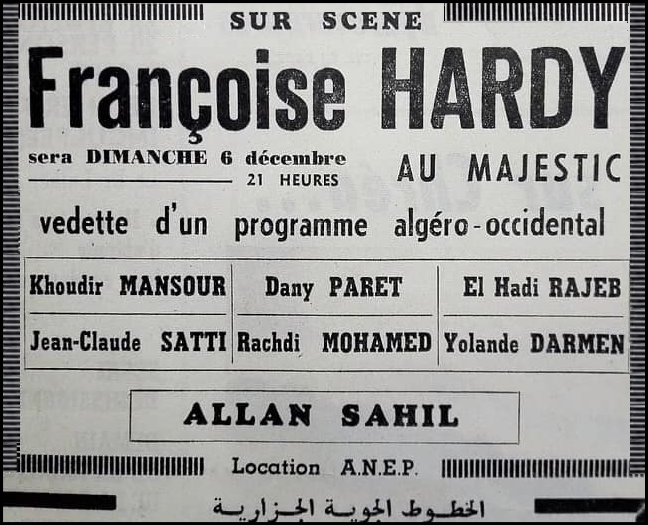 SUR SCENE
Françoise HARDY
sera DIMANCHE 6 décembre
21 HEURES
AU MAJESTIC
vedette d'un programme algéro-occidental
Khoudir MANSOUR Dany PARET El Hadi RAJEB
Jean-Claude SATTI Rachdi MOHAMED Yolande DARMEN
ALLAN SAHIL
Location A.N.E.P.
الخطوط الجوية الجزارية